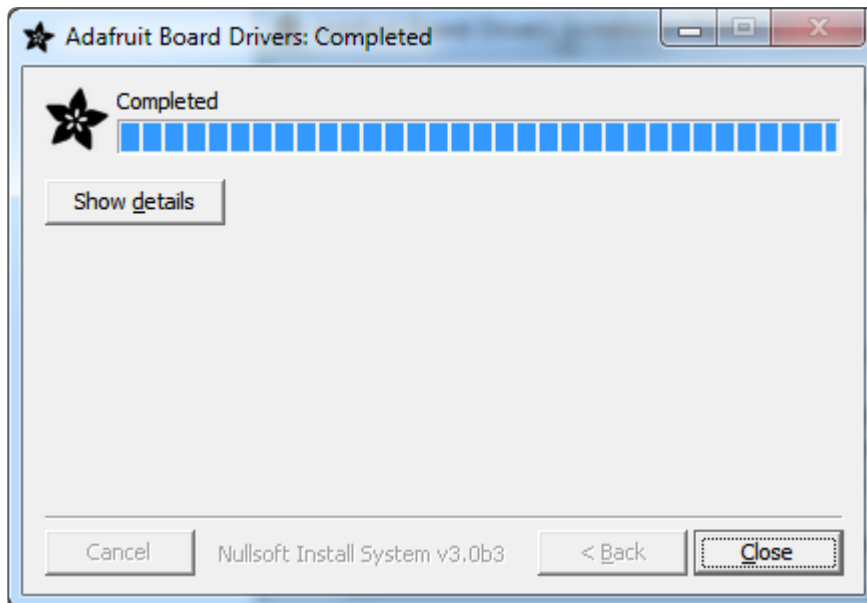 Adafruit Board Drivers: Completed
Completed
Show details
Cancel
Nullsoft Install System v3.0b3
< Back
Close